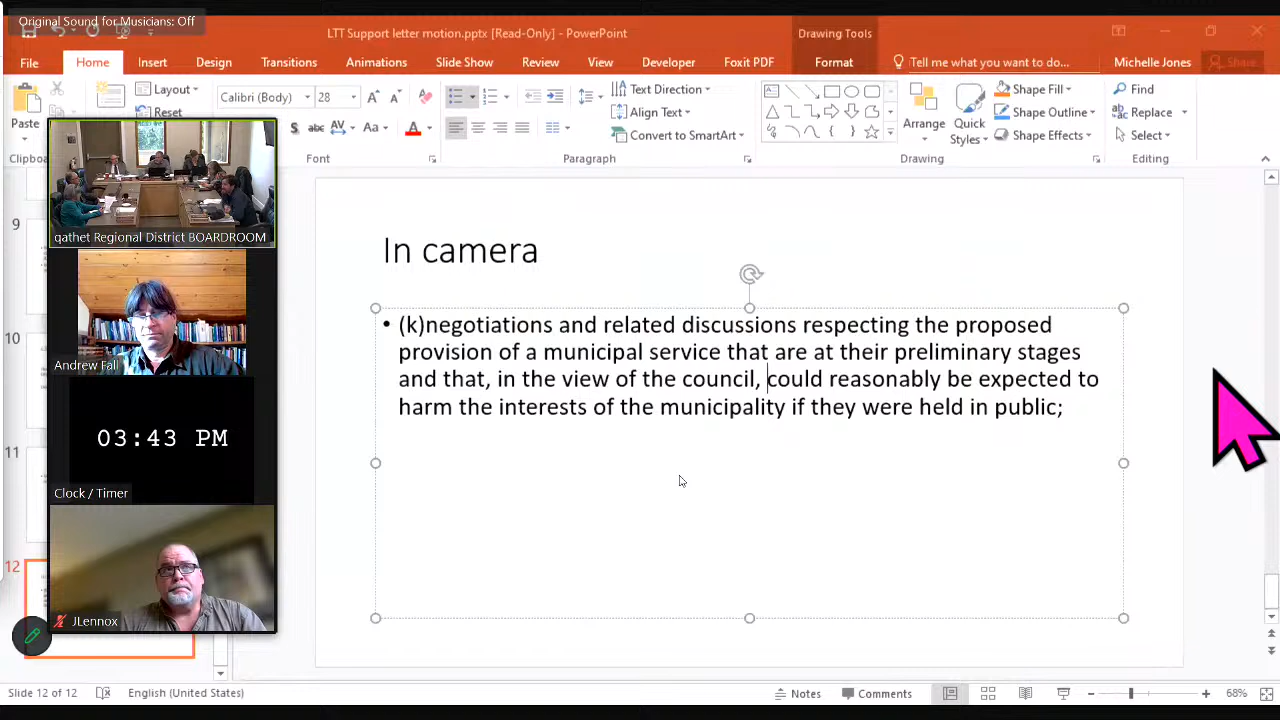 Original Sound for Musicians: Off
LTT Support letter motion.pptx [Read-Only] - PowerPoint
Drawing Tools
File
Home
Insert
Design
Slide Show
Transitions
Animations
Review
View
Developer
Foxit PDF
Format
Tell me what you want to do...
Michelle Jones
Share
Paste
Layout
Reset
Calibri (Body)
28
Text Direction
Align Text
Convert to SmartArt
Arrange
Quick
Styles
Shape Fill
Shape Outline
Shape Effects
Find
Replace
Select
Font
Paragraph
Drawing
Editing
qathet Regional District BOARDROOM
Andrew Fall
03:43 PM
Clock / Timer
JLennox
9
10
11
12
In camera
• (k)negotiations and related discussions respecting the proposed
provision of a municipal service that are at their preliminary stages
and that, in the view of the council, could reasonably be expected to
harm the interests of the municipality if they were held in public;
Slide 12 of 12
English (United States)
Notes
Comments
68%